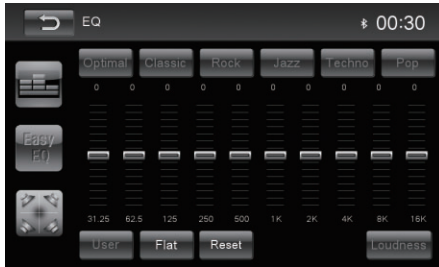 EQ 00:30
Optimal Classic Rock Jazz Techno Pop
0 0 0 0 0 0 0 0 0 0
Easy
EQ
31.25 62.5 125 250 500 1K 2K 4K 8K 16K
User Flat Reset Loudness